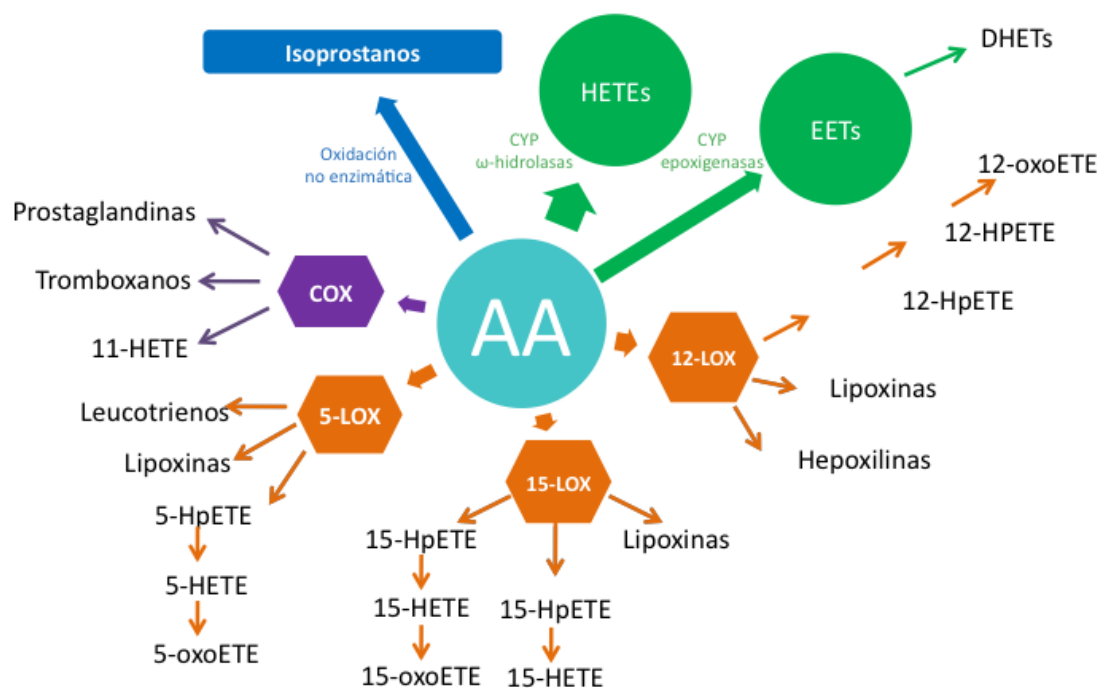 Isoprostanos
HETEs
DHETs
EETs
CYP
ω-hidrolasas
CYP
epoxigenasas
Oxidación
no enzimática
12-oxoETE
12-HPETE
12-HpETE
Prostaglandinas
Tromboxanos
11-HETE
COX
AA
12-LOX
Lipoxinas
Hepoxilinas
5-LOX
Leucotrienos
Lipoxinas
5-HpETE
5-HETE
5-oxoETE
15-LOX
15-HpETE
15-HETE
15-oxoETE
15-HpETE
15-HETE
Lipoxinas